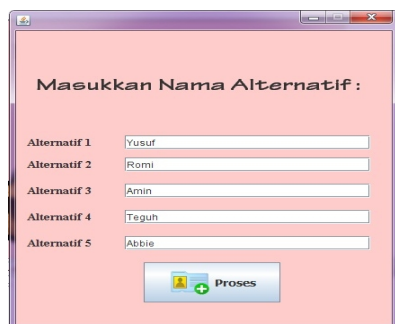 Masukkan Nama Alternatif :
Alternatif 1 Yusuf
Alternatif 2 Romi
Alternatif 3 Amin
Alternatif 4 Teguh
Alternatif 5 Abbie
Proses